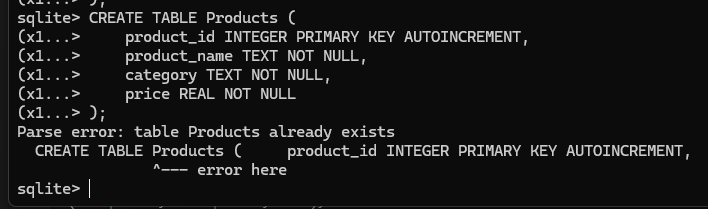 (x1...> );
sqlite> CREATE TABLE Products (
(x1...>     product_id INTEGER PRIMARY KEY AUTOINCREMENT,
(x1...>     product_name TEXT NOT NULL,
(x1...>     category TEXT NOT NULL,
(x1...>     price REAL NOT NULL
(x1...> );
Parse error: table Products already exists
  CREATE TABLE Products (     product_id INTEGER PRIMARY KEY AUTOINCREMENT,
               ^--- error here
sqlite>